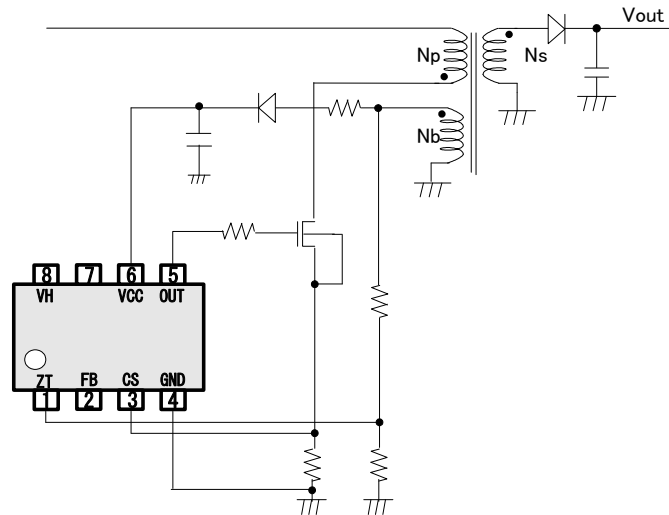 Vout
Np
Ns
Nb
8 7 6 5
VH VCC OUT
ZT FB CS GND
1 2 3 4